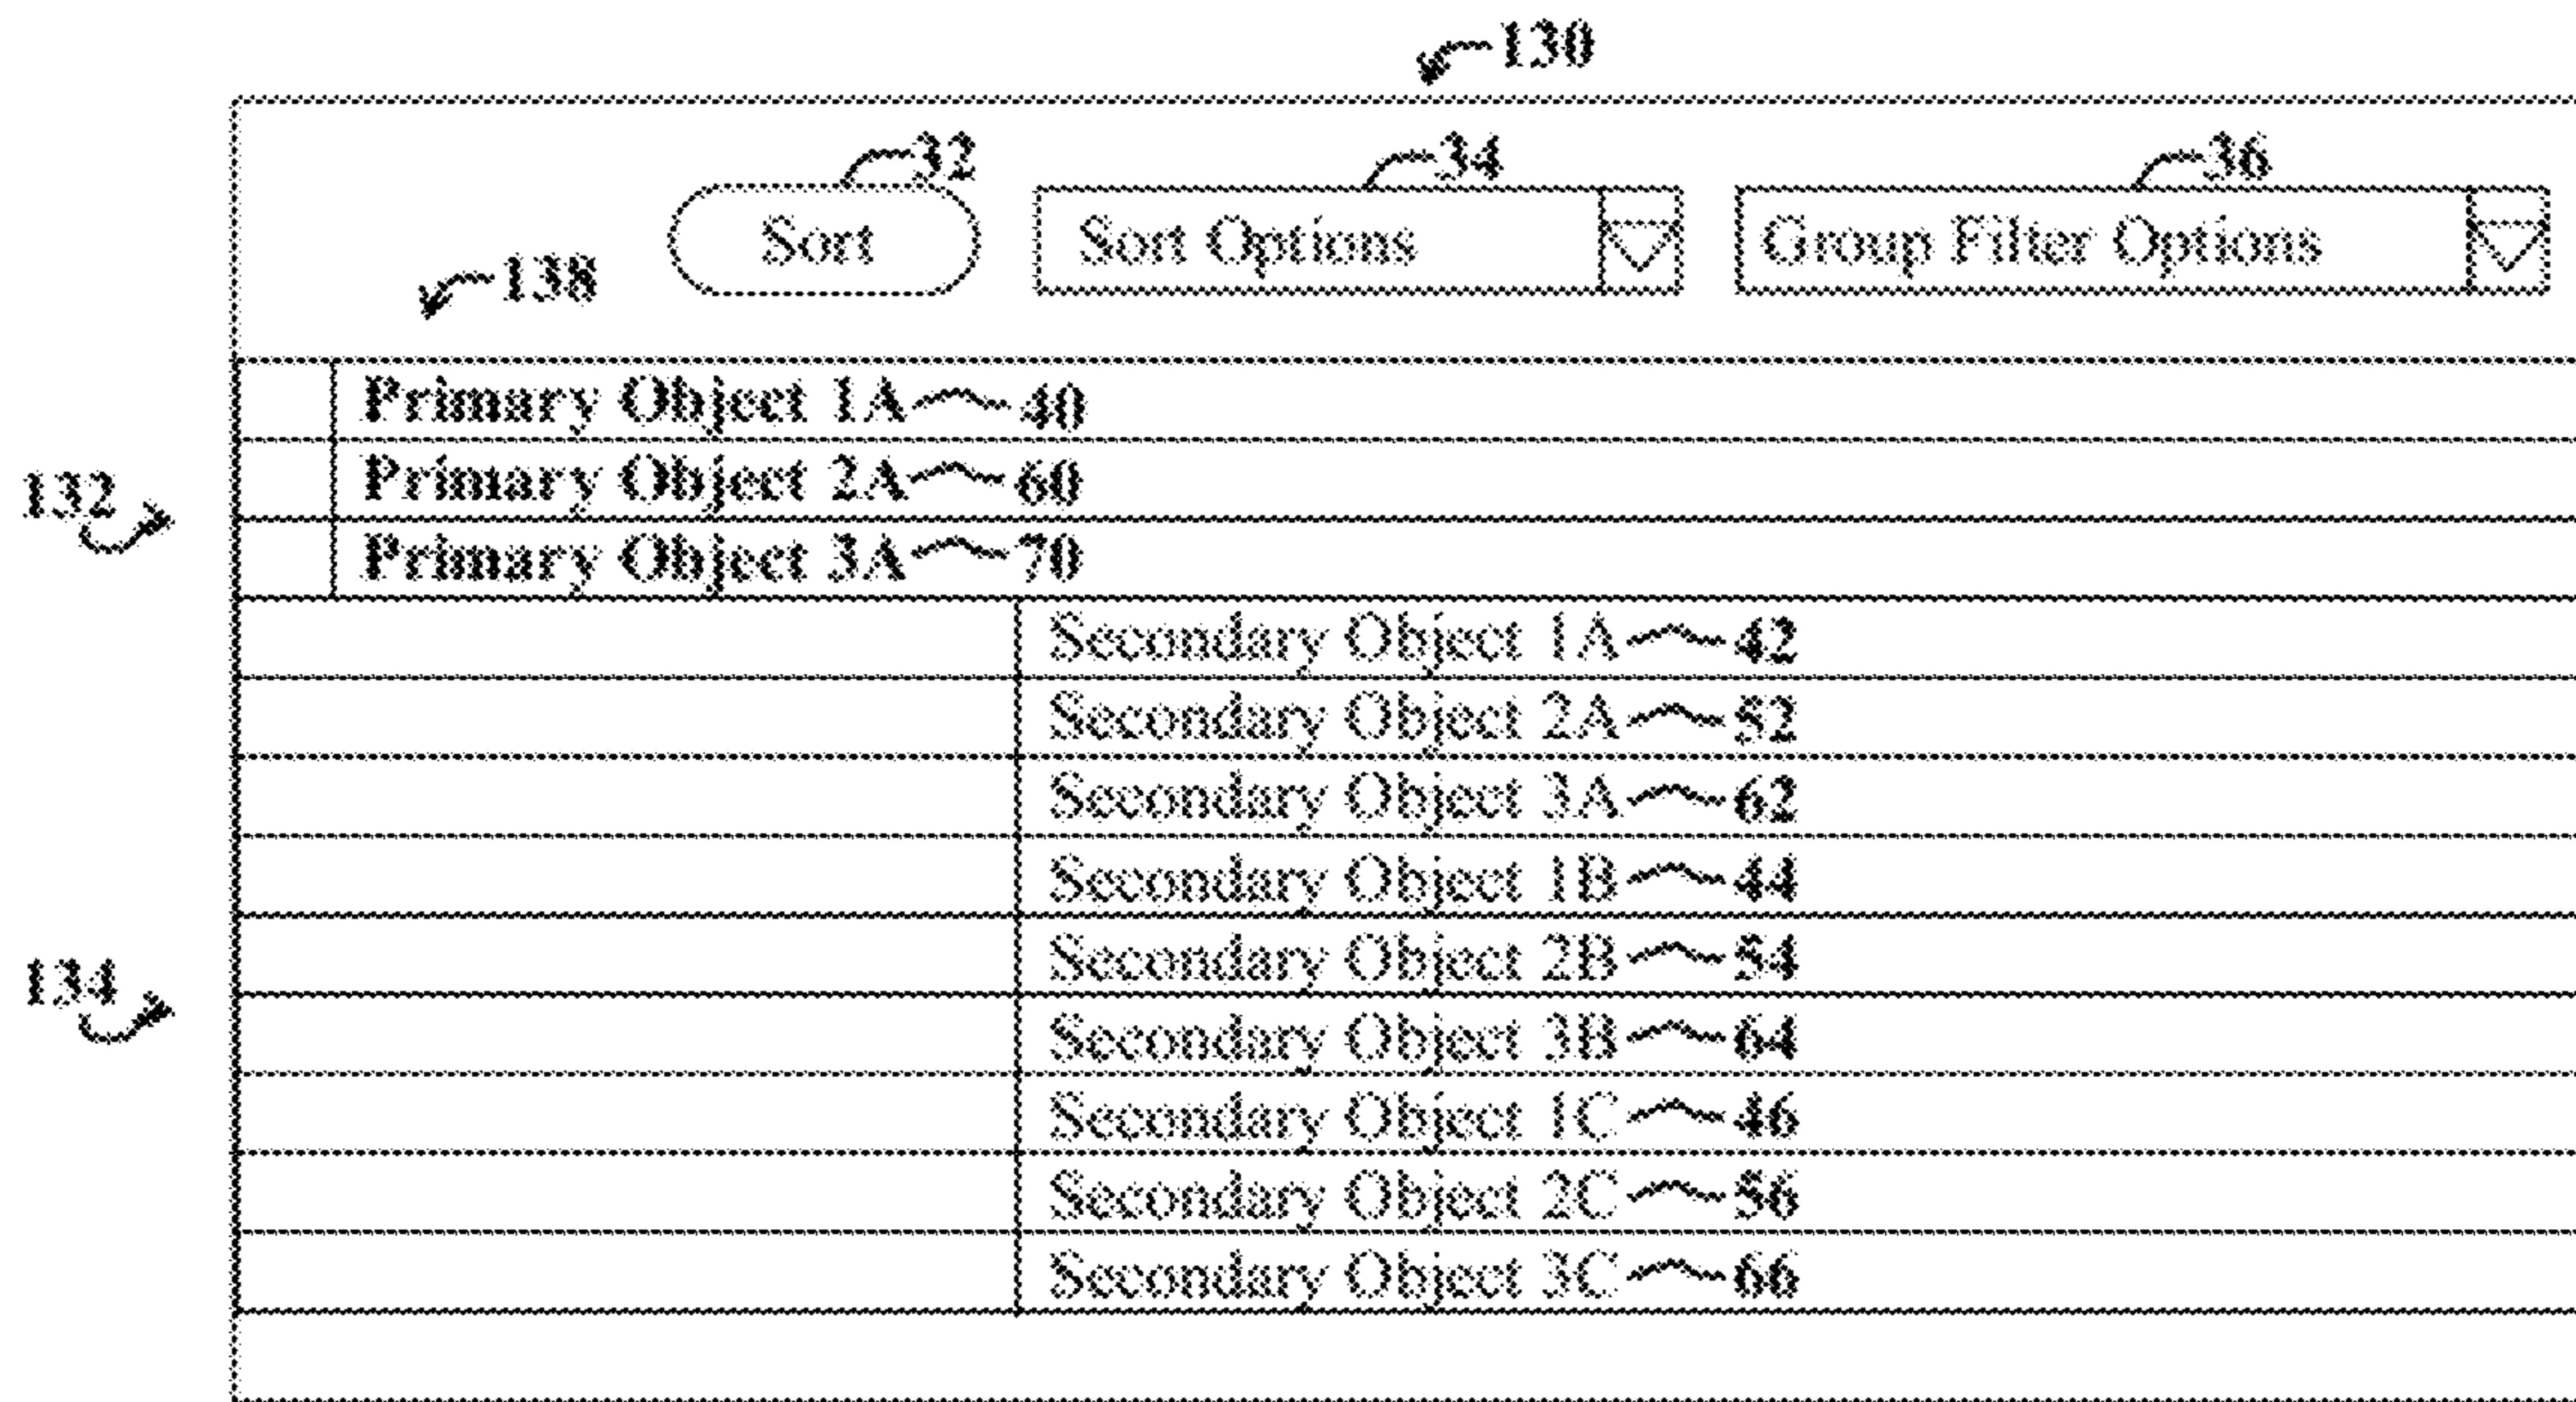 130
32 34 36
Sort Sort Options Group Filter Options
138
Primary Object 1A 40
Primary Object 2A 60
132
Primary Object 3A 70
Secondary Object 1A 42
Secondary Object 2A 52
Secondary Object 3A 62
Secondary Object 1B 44
Secondary Object 2B 54
134
Secondary Object 3B 64
Secondary Object 1C 46
Secondary Object 2C 56
Secondary Object 3C 66